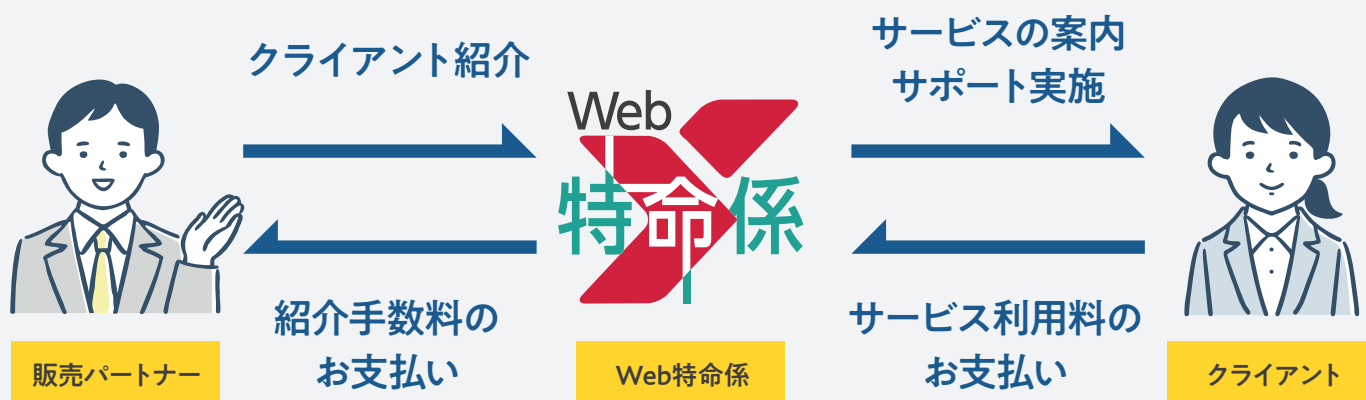 クライアント紹介
サービスの案内
サポート実施
Web
特命係
紹介手数料の
お支払い
サービス利用料の
お支払い
販売パートナー
Web特命係
クライアント